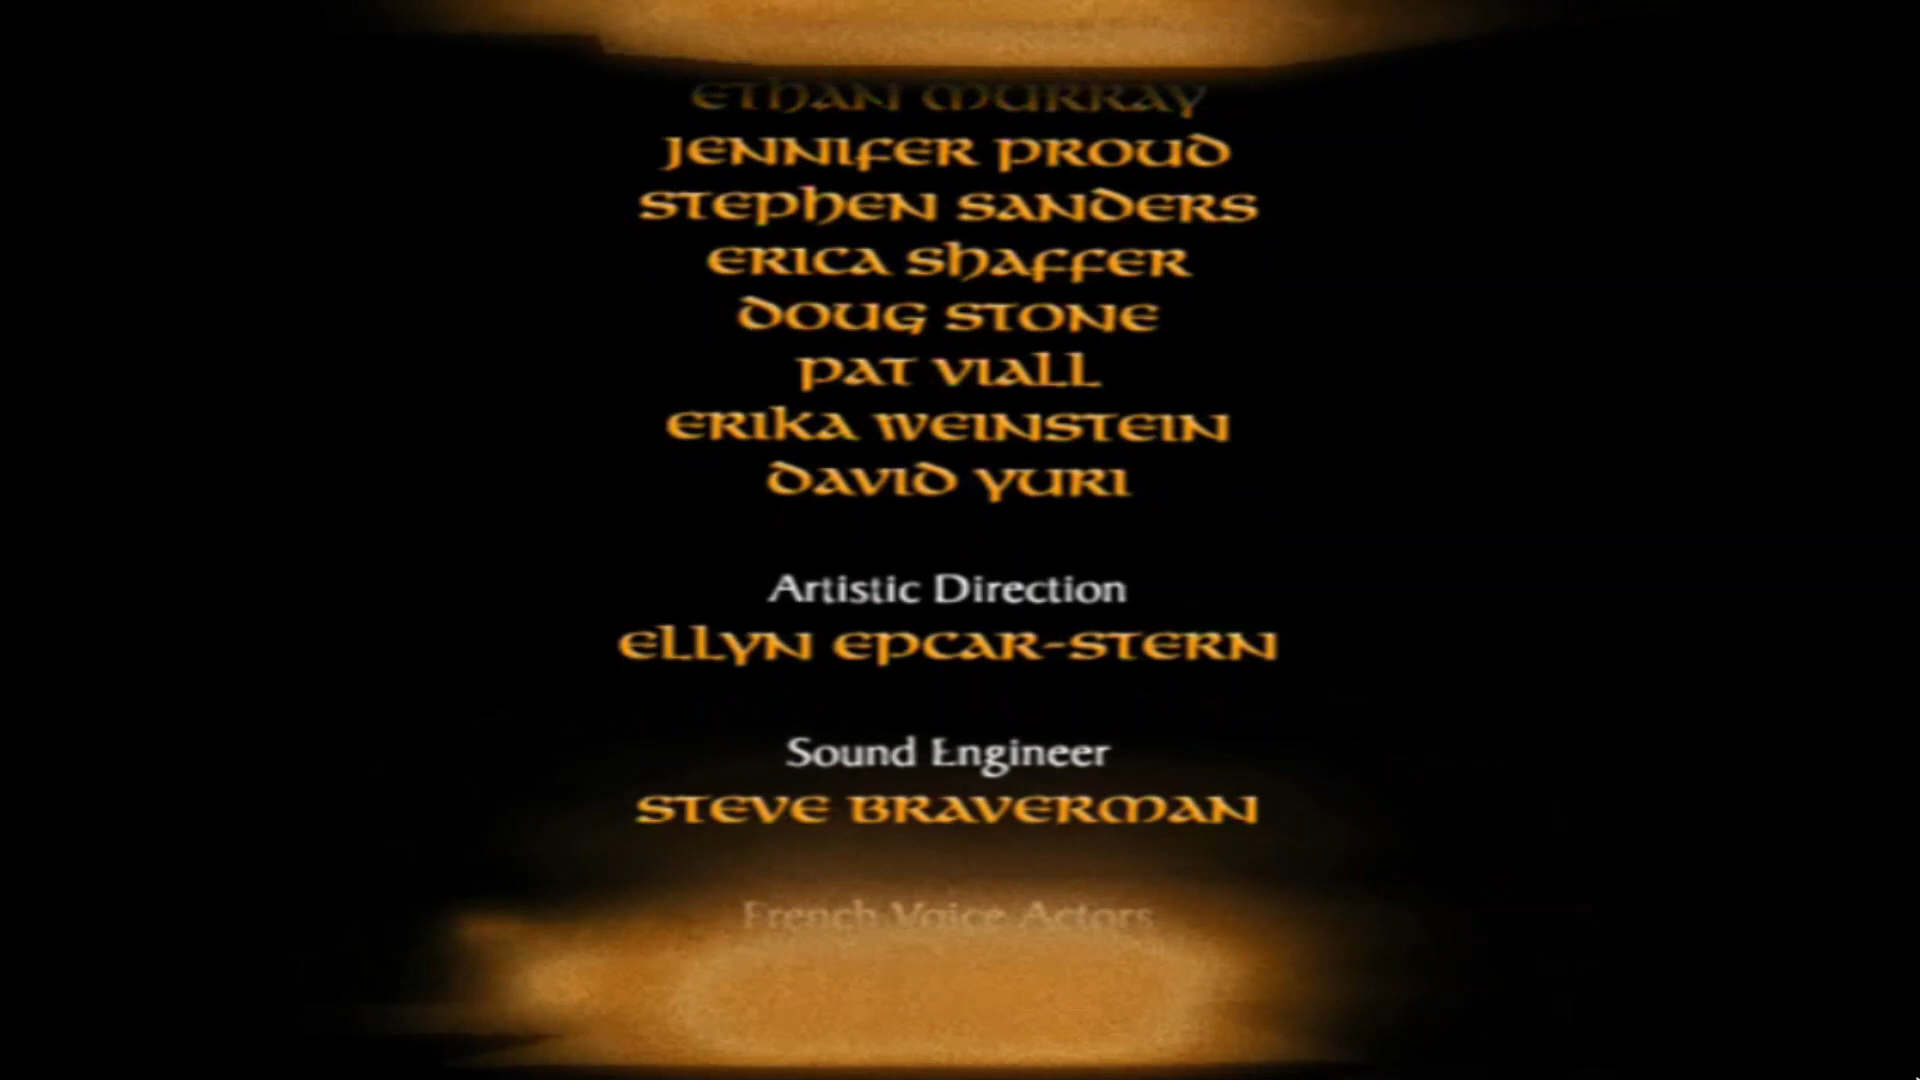 ETHAN MURRAY
JENNIFER PROUD
STEPHEN SANDERS
ERICA SHAFFER
DOUG STONE
PAT VIALL
ERIKA WEINSTEIN
DAVID YURI
Artistic Direction
ELLYN EPCAR-STERN
Sound Engineer
STEVE BRAVERMAN
French Voice Actors